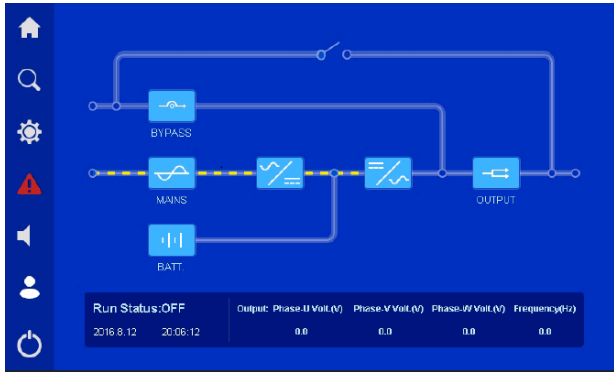 BYPASS
MAINS
OUTPUT
BATT.
Run Status:OFF
Output: Phase-U Volt.(V) Phase-V Volt.(V) Phase-W Volt.(V) Frequency(Hz)
2016.8.12 20:06:12 0.0 0.0 0.0 0.0